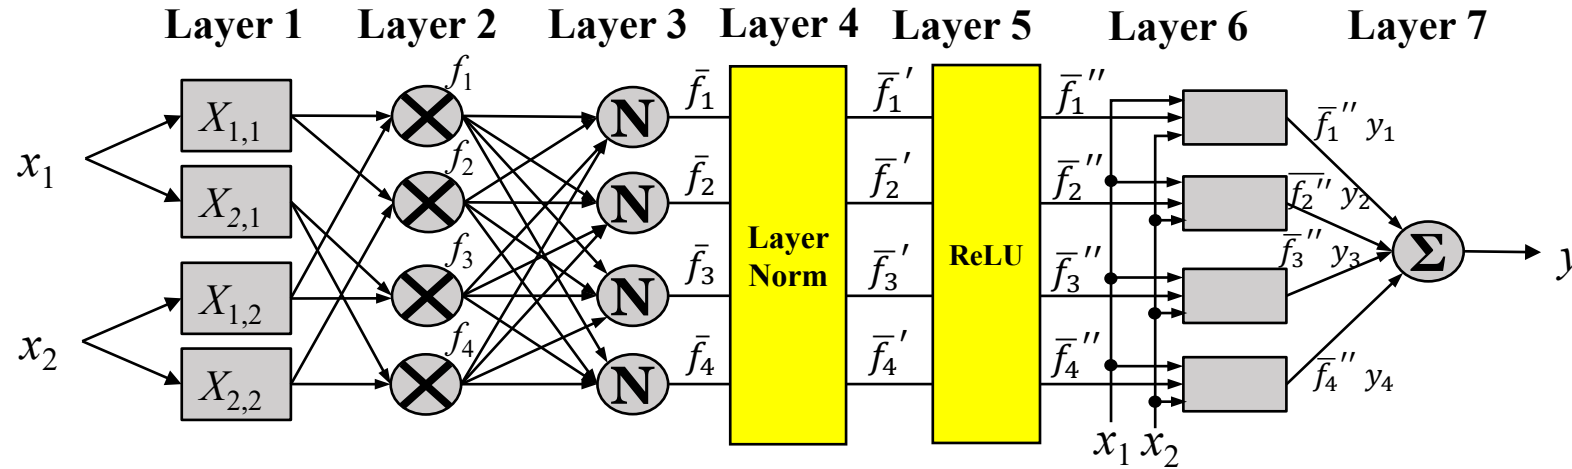 Layer 1 Layer 2 Layer 3 Layer 4 Layer 5 Layer 6 Layer 7
x₁
x₂
X₁,₁
X₂,₁
X₁,₂
X₂,₂
f₁
f₂
f₃
f₄
N
N
N
N
f̄₁
f̄₂
f̄₃
f̄₄
Layer
Norm
f̄₁′
f̄₂′
f̄₃′
f̄₄′
ReLU
f̄₁″
f̄₂″
f̄₃″
f̄₄″
x₁ x₂
f̄₁″ y₁
f̄₂″ y₂
f̄₃″ y₃
f̄₄″ y₄
Σ
y